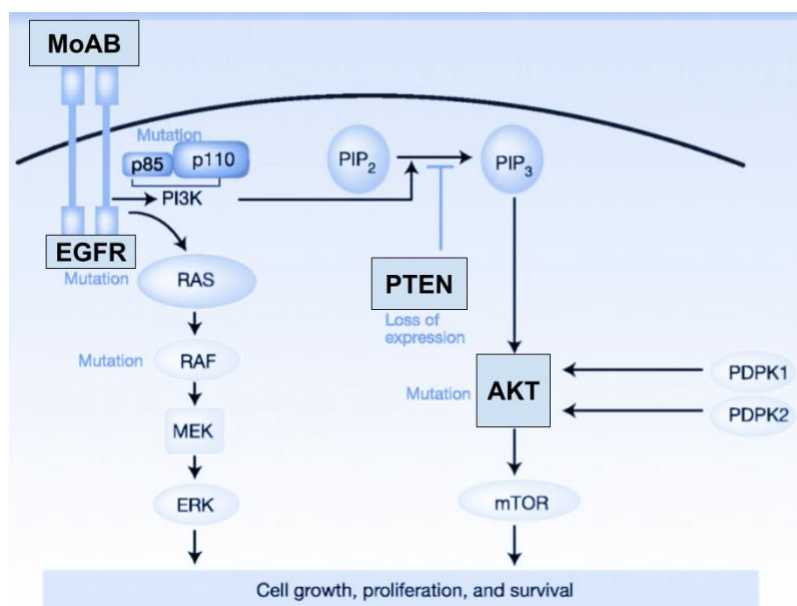 MoAB
Mutation
p85
p110
PI3K
PIP2
PIP3
EGFR
Mutation
RAS
PTEN
Loss of
expression
Mutation
RAF
Mutation
AKT
PDPK1
PDPK2
MEK
ERK
mTOR
Cell growth, proliferation, and survival